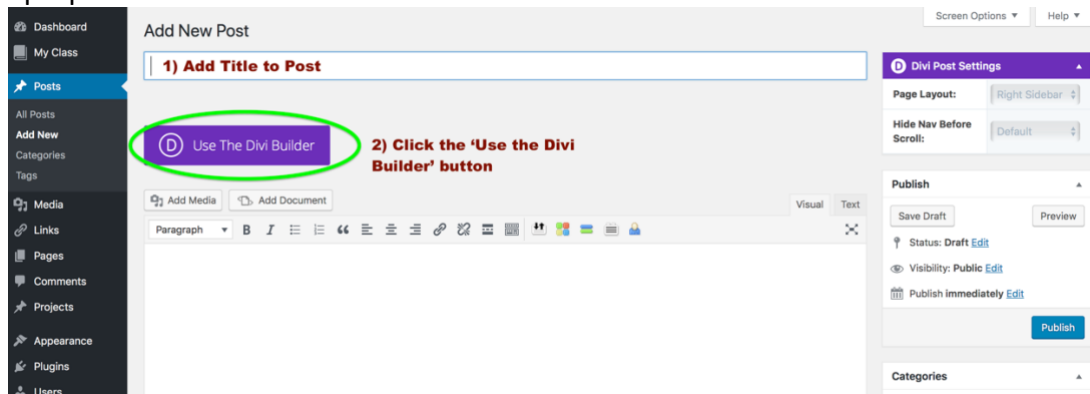 Screen Options ▼ Help ▼
Dashboard
My Class
Posts
All Posts
Add New
Categories
Tags
Media
Links
Pages
Comments
Projects
Appearance
Plugins
Users
Add New Post
1) Add Title to Post
D Use The Divi Builder
2) Click the ‘Use the Divi
Builder’ button
Add Media
Add Document
Visual Text
Paragraph ▼ B I
D Divi Post Settings
Page Layout: Right Sidebar
Hide Nav Before
Scroll:
Default
Publish
Save Draft Preview
Status: Draft Edit
Visibility: Public Edit
Publish immediately Edit
Publish
Categories